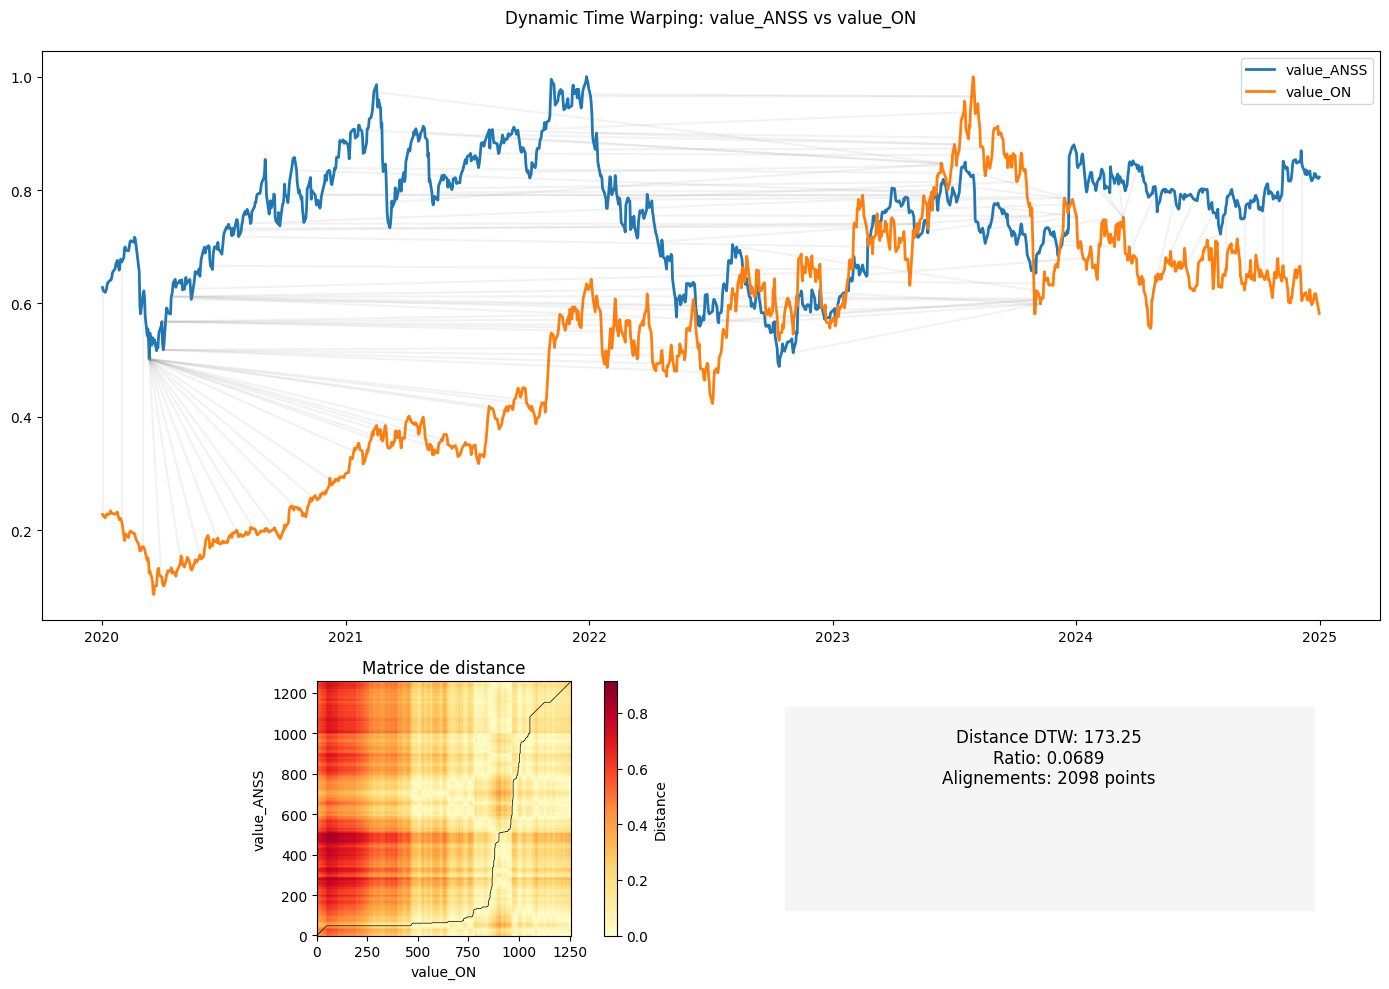 Dynamic Time Warping: value_ANSS vs value_ON
value_ANSS
value_ON
1.0
0.8
0.6
0.4
0.2
2020 2021 2022 2023 2024 2025
Matrice de distance
1200
1000
800
600
400
200
0
value_ANSS
0 250 500 750 1000 1250
value_ON
0.8
0.6
0.4
0.2
0.0
Distance
Distance DTW: 173.25
Ratio: 0.0689
Alignements: 2098 points